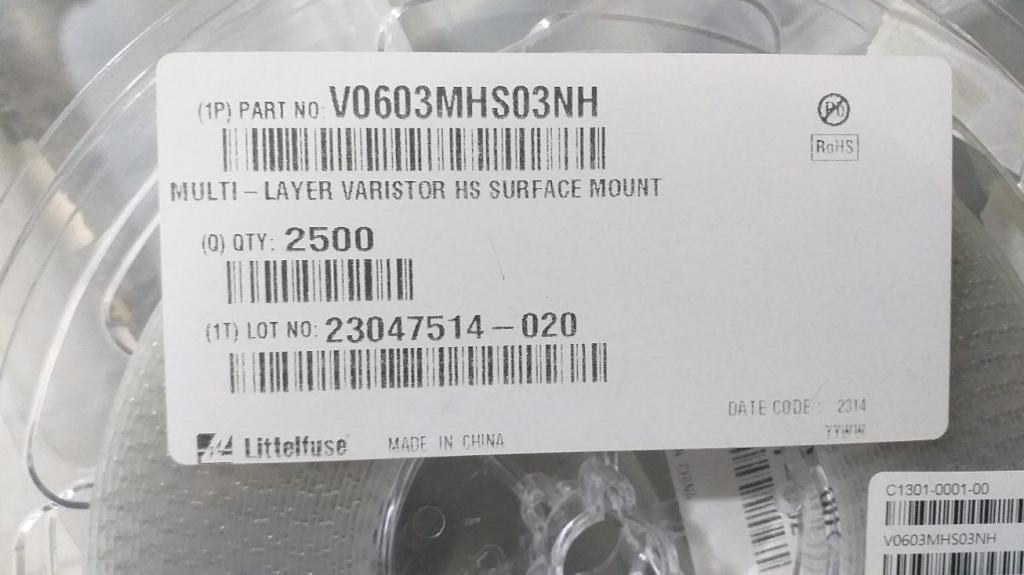 (1P) PART NO: V0603MHS03NH
Pb
RoHS
MULTI – LAYER VARISTOR HS SURFACE MOUNT
(Q) QTY: 2500
(1T) LOT NO: 23047514 – 020
DATE CODE : 2314
YYWW
Littelfuse
MADE IN CHINA
N CHINA
C1301-0001-00
V0603MHS03NH